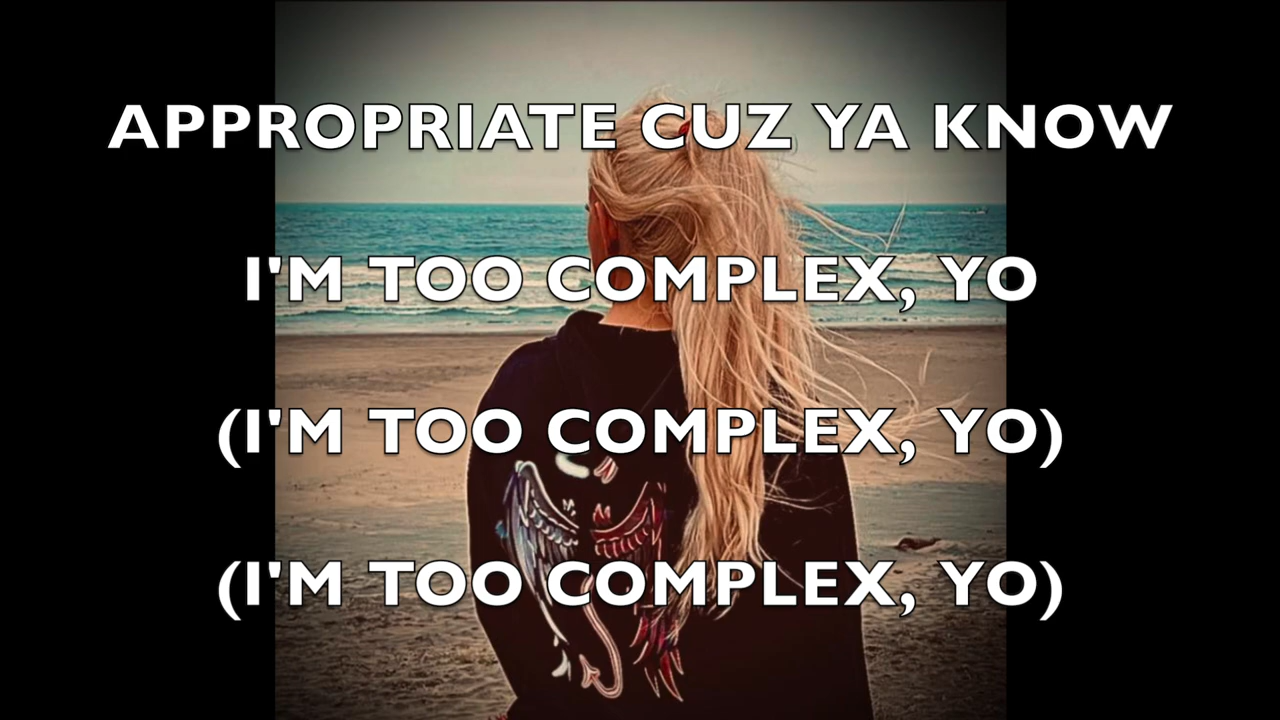 APPROPRIATE CUZ YA KNOW
I'M TOO COMPLEX, YO
(I'M TOO COMPLEX, YO)
(I'M TOO COMPLEX, YO)